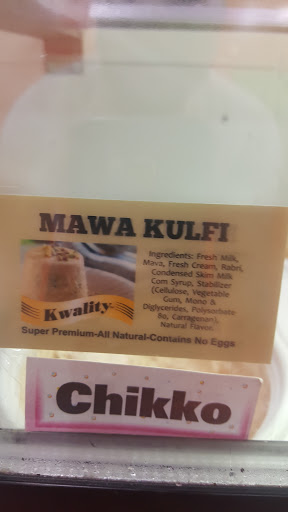 MAWA KULFI
Ingredients: Fresh Milk,
Mava, Fresh Cream, Rabri,
Condensed Skim Milk
Corn Syrup, Stabilizer
(Cellulose, Vegetable
Gum, Mono &
Diglycerides, Polysorbate
80, Carragenan),
Natural Flavor.
Kwality
Super Premium-All Natural-Contains No Eggs
Chikko